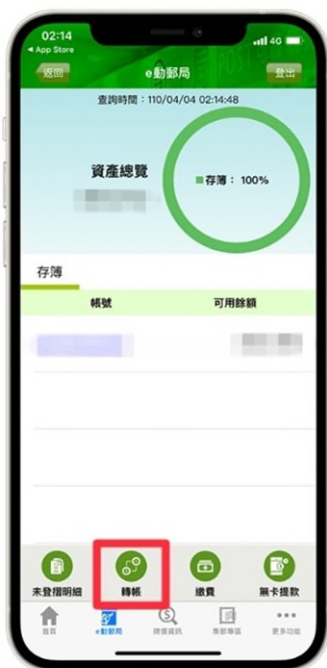 02:14
4G
◀ App Store
返回
e動郵局
登出
查詢時間：110/04/04 02:14:48
資產總覽
存簿： 100%
存簿
帳號 可用餘額
未登摺明細 轉帳 繳費 無卡提款
首頁 e動郵局 儲匯資訊 集郵專區 更多功能